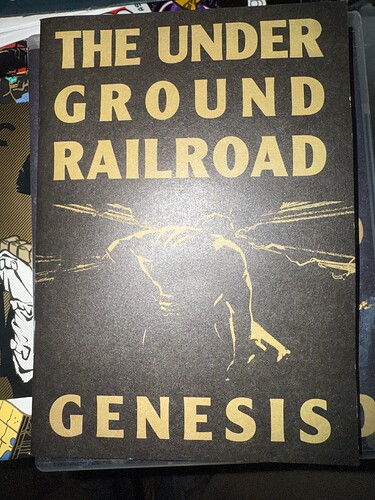 THE UNDER
GROUND
RAILROAD
GENESIS